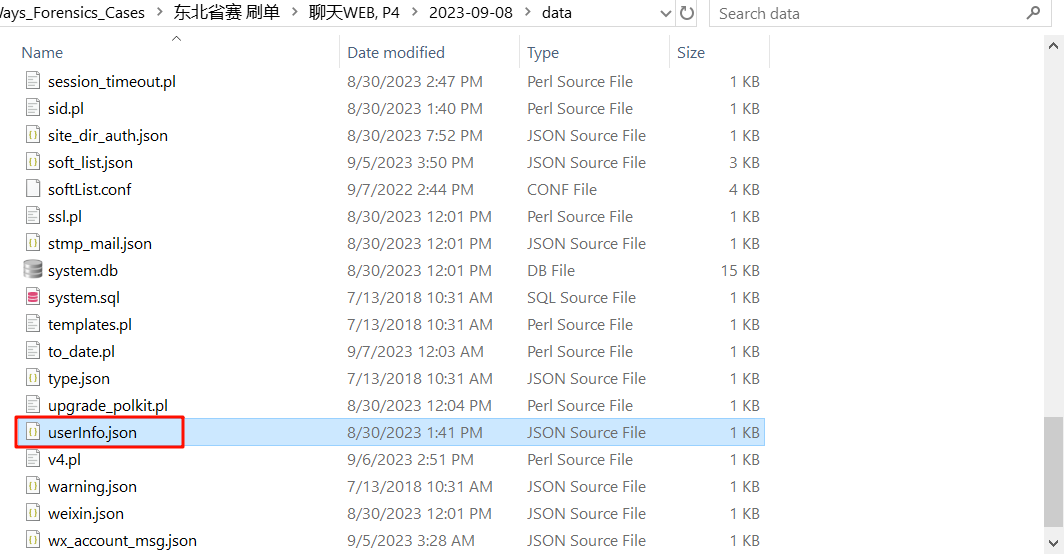 Ways_Forensics_Cases > 东北省赛 刷单 > 聊天WEB, P4 > 2023-09-08 > data Search data
Name Date modified Type Size
session_timeout.pl 8/30/2023 2:47 PM Perl Source File 1 KB
sid.pl 8/30/2023 1:40 PM Perl Source File 1 KB
site_dir_auth.json 8/30/2023 7:52 PM JSON Source File 1 KB
soft_list.json 9/5/2023 3:50 PM JSON Source File 3 KB
softList.conf 9/7/2022 2:44 PM CONF File 4 KB
ssl.pl 8/30/2023 12:01 PM Perl Source File 1 KB
stmp_mail.json 8/30/2023 12:01 PM JSON Source File 1 KB
system.db 8/30/2023 12:01 PM DB File 15 KB
system.sql 7/13/2018 10:31 AM SQL Source File 1 KB
templates.pl 7/13/2018 10:31 AM Perl Source File 1 KB
to_date.pl 9/7/2023 12:03 AM Perl Source File 1 KB
type.json 7/13/2018 10:31 AM JSON Source File 1 KB
upgrade_polkit.pl 8/30/2023 12:04 PM Perl Source File 1 KB
userInfo.json 8/30/2023 1:41 PM JSON Source File 1 KB
v4.pl 9/6/2023 2:51 PM Perl Source File 1 KB
warning.json 7/13/2018 10:31 AM JSON Source File 1 KB
weixin.json 8/30/2023 12:01 PM JSON Source File 1 KB
wx_account_msg.json 9/5/2023 3:28 AM JSON Source File 1 KB